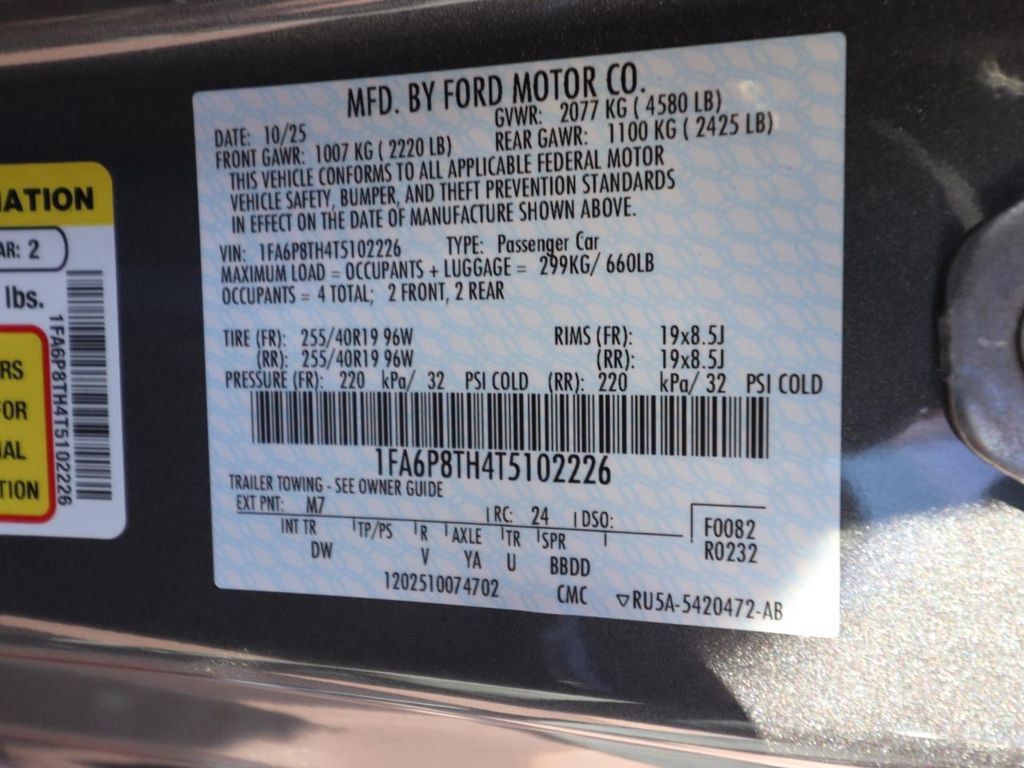 MFD. BY FORD MOTOR CO.
DATE: 10/25 GVWR: 2077 KG ( 4580 LB)
FRONT GAWR: 1007 KG ( 2220 LB) REAR GAWR: 1100 KG ( 2425 LB)
THIS VEHICLE CONFORMS TO ALL APPLICABLE FEDERAL MOTOR
VEHICLE SAFETY, BUMPER, AND THEFT PREVENTION STANDARDS
IN EFFECT ON THE DATE OF MANUFACTURE SHOWN ABOVE.
VIN: 1FA6P8TH4T5102226 TYPE: Passenger Car
MAXIMUM LOAD = OCCUPANTS + LUGGAGE = 299KG/ 660LB
OCCUPANTS = 4 TOTAL; 2 FRONT, 2 REAR
TIRE (FR): 255/40R19 96W RIMS (FR): 19x8.5J
(RR): 255/40R19 96W (RR): 19x8.5J
PRESSURE (FR): 220 kPa/ 32 PSI COLD (RR): 220 kPa/ 32 PSI COLD
1FA6P8TH4T5102226
TRAILER TOWING - SEE OWNER GUIDE
EXT PNT: M7 RC: 24 DSO:
INT TR TP/PS R AXLE TR SPR F0082
DW V YA U BBDD R0232
1202510074702 CMC ▽RU5A-5420472-AB
IATION
AR: 2
lbs.
RS
FOR
IAL
TION
1FA6P8TH4T5102226